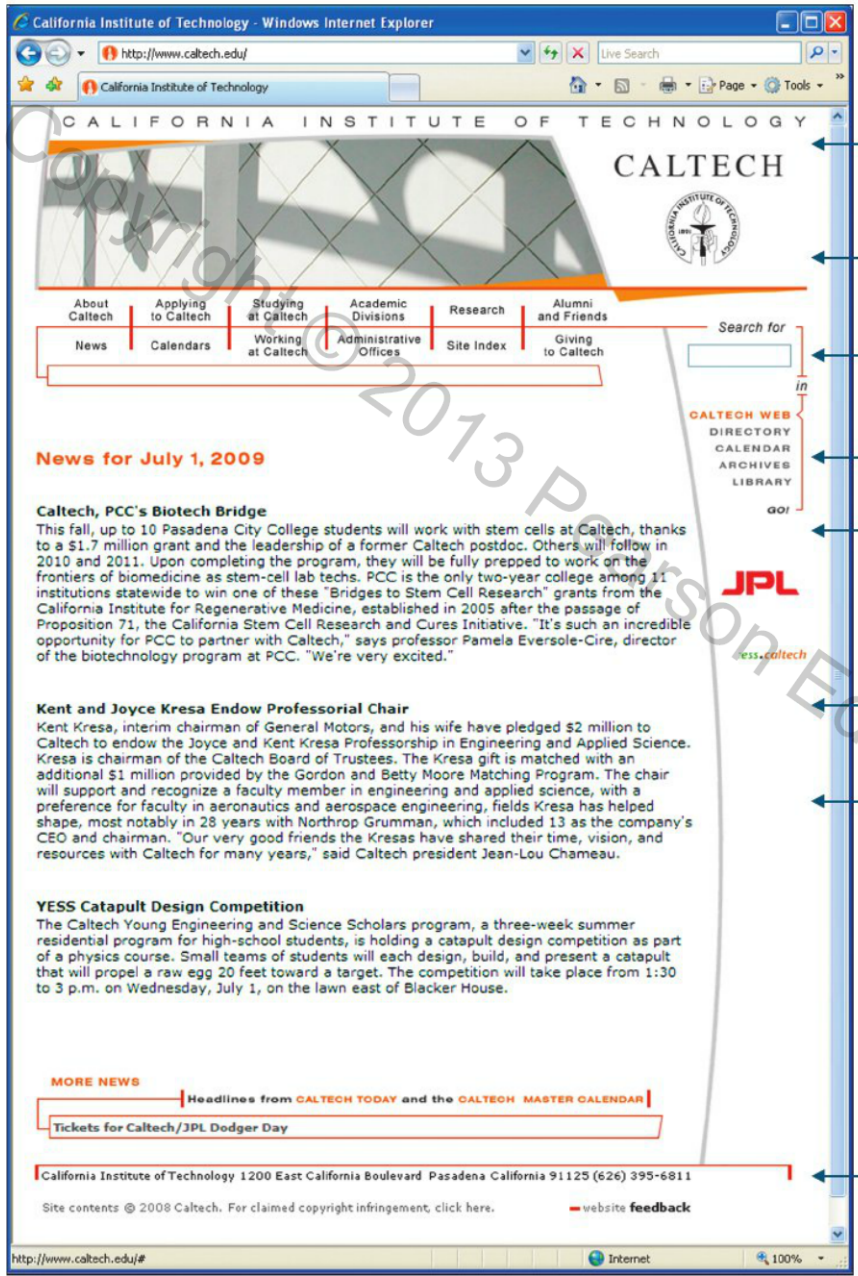 California Institute of Technology - Windows Internet Explorer
http://www.caltech.edu/
Live Search
California Institute of Technology
Page
Tools
CALIFORNIA INSTITUTE OF TECHNOLOGY
CALTECH
CALIFORNIA INSTITUTE OF TECHNOLOGY
1891
About Caltech
Applying to Caltech
Studying at Caltech
Academic Divisions
Research
Alumni and Friends
News
Calendars
Working at Caltech
Administrative Offices
Site Index
Giving to Caltech
Search for
in
CALTECH WEB
DIRECTORY
CALENDAR
ARCHIVES
LIBRARY
GO!
News for July 1, 2009
Caltech, PCC's Biotech Bridge
This fall, up to 10 Pasadena City College students will work with stem cells at Caltech, thanks
to a $1.7 million grant and the leadership of a former Caltech postdoc. Others will follow in
2010 and 2011. Upon completing the program, they will be fully prepped to work on the
frontiers of biomedicine as stem-cell lab techs. PCC is the only two-year college among 11
institutions statewide to win one of these "Bridges to Stem Cell Research" grants from the
California Institute for Regenerative Medicine, established in 2005 after the passage of
Proposition 71, the California Stem Cell Research and Cures Initiative. "It's such an incredible
opportunity for PCC to partner with Caltech," says professor Pamela Eversole-Cire, director
of the biotechnology program at PCC. "We're very excited."
JPL
ess.caltech
Kent and Joyce Kresa Endow Professorial Chair
Kent Kresa, interim chairman of General Motors, and his wife have pledged $2 million to
Caltech to endow the Joyce and Kent Kresa Professorship in Engineering and Applied Science.
Kresa is chairman of the Caltech Board of Trustees. The Kresa gift is matched with an
additional $1 million provided by the Gordon and Betty Moore Matching Program. The chair
will support and recognize a faculty member in engineering and applied science, with a
preference for faculty in aeronautics and aerospace engineering, fields Kresa has helped
shape, most notably in 28 years with Northrop Grumman, which included 13 as the company's
CEO and chairman. "Our very good friends the Kresas have shared their time, vision, and
resources with Caltech for many years," said Caltech president Jean-Lou Chameau.
YESS Catapult Design Competition
The Caltech Young Engineering and Science Scholars program, a three-week summer
residential program for high-school students, is holding a catapult design competition as part
of a physics course. Small teams of students will each design, build, and present a catapult
that will propel a raw egg 20 feet toward a target. The competition will take place from 1:30
to 3 p.m. on Wednesday, July 1, on the lawn east of Blacker House.
MORE NEWS
Headlines from CALTECH TODAY and the CALTECH MASTER CALENDAR
Tickets for Caltech/JPL Dodger Day
California Institute of Technology 1200 East California Boulevard Pasadena California 91125 (626) 395-6811
Site contents © 2008 Caltech. For claimed copyright infringement, click here.
website feedback
http://www.caltech.edu/#
Internet
100%
Copyright © 2013 Pearson Edu